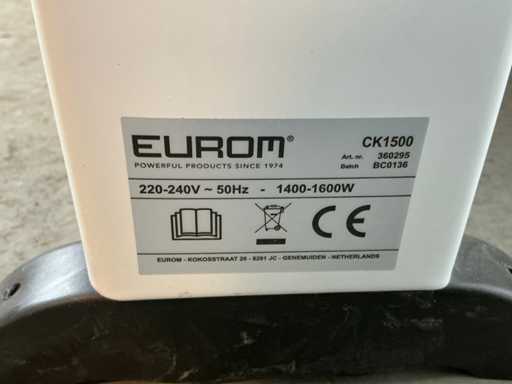 EUROM®
POWERFUL PRODUCTS SINCE 1974
CK1500
Art. nr. 360295
Batch BC0136
220-240V ~ 50Hz - 1400-1600W
CE
EUROM - KOKOSSTRAAT 20 - 8281 JC - GENEMUIDEN - NETHERLANDS